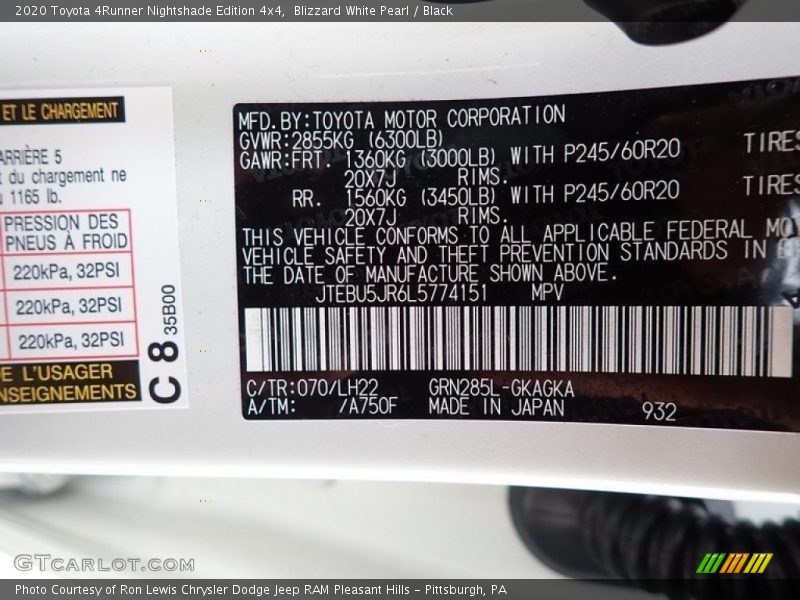 2020 Toyota 4Runner Nightshade Edition 4x4, Blizzard White Pearl / Black
ET LE CHARGEMENT
ARRIÈRE 5
du chargement ne
1165 lb.
PRESSION DES
PNEUS À FROID
220kPa, 32PSI
220kPa, 32PSI
220kPa, 32PSI
L'USAGER
C 8 35B00
MFD.BY:TOYOTA MOTOR CORPORATION
GVWR:2855KG (6300LB)
GAWR:FRT. 1360KG (3000LB) WITH P245/60R20 TIRES
20X7J RIMS.
RR. 1560KG (3450LB) WITH P245/60R20 TIRES
20X7J RIMS.
THIS VEHICLE CONFORMS TO ALL APPLICABLE FEDERAL
VEHICLE SAFETY AND THEFT PREVENTION STANDARDS IN
THE DATE OF MANUFACTURE SHOWN ABOVE.
JTEBU5JR6L5774151 MPV
C/TR:070/LH22 GRN285L-GKAGKA
A/TM: /A750F MADE IN JAPAN 932
GTCARLOT.COM
Photo Courtesy of Ron Lewis Chrysler Dodge Jeep RAM Pleasant Hills - Pittsburgh, PA